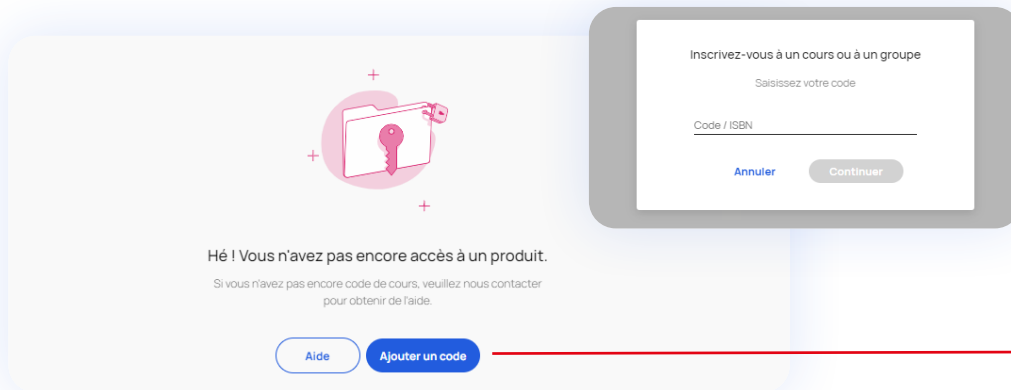 Inscrivez-vous à un cours ou à un groupe
Saisissez votre code
Code / ISBN
Annuler
Continuer
Hé ! Vous n'avez pas encore accès à un produit.
Si vous n'avez pas encore code de cours, veuillez nous contacter
pour obtenir de l'aide.
Aide
Ajouter un code